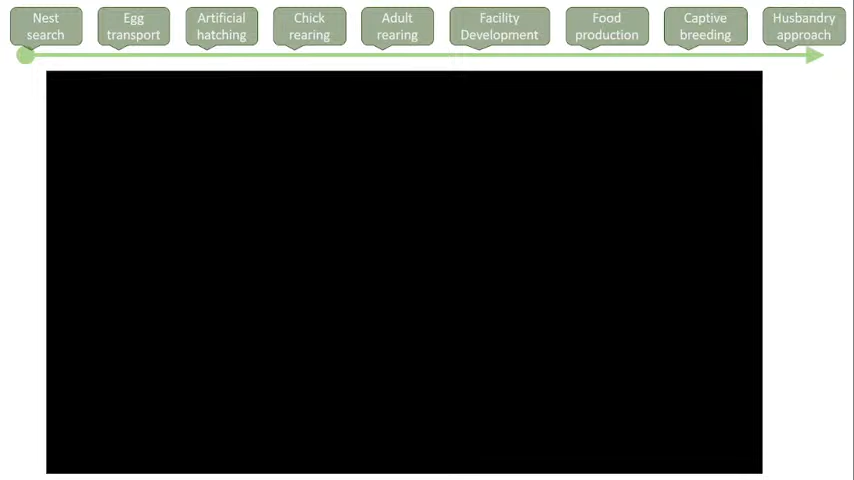 Nest
search
Egg
transport
Artificial
hatching
Chick
rearing
Adult
rearing
Facility
Development
Food
production
Captive
breeding
Husbandry
approach